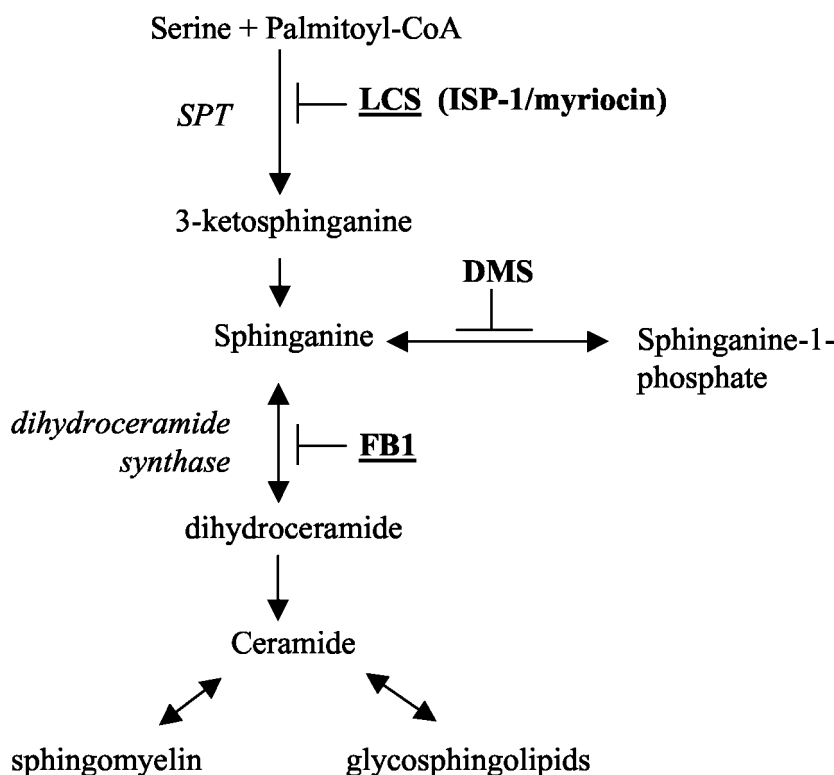 Serine + Palmitoyl-CoA
SPT
LCS (ISP-1/myriocin)
3-ketosphinganine
DMS
Sphinganine
Sphinganine-1-
phosphate
dihydroceramide
synthase
FB1
dihydroceramide
Ceramide
sphingomyelin
glycosphingolipids